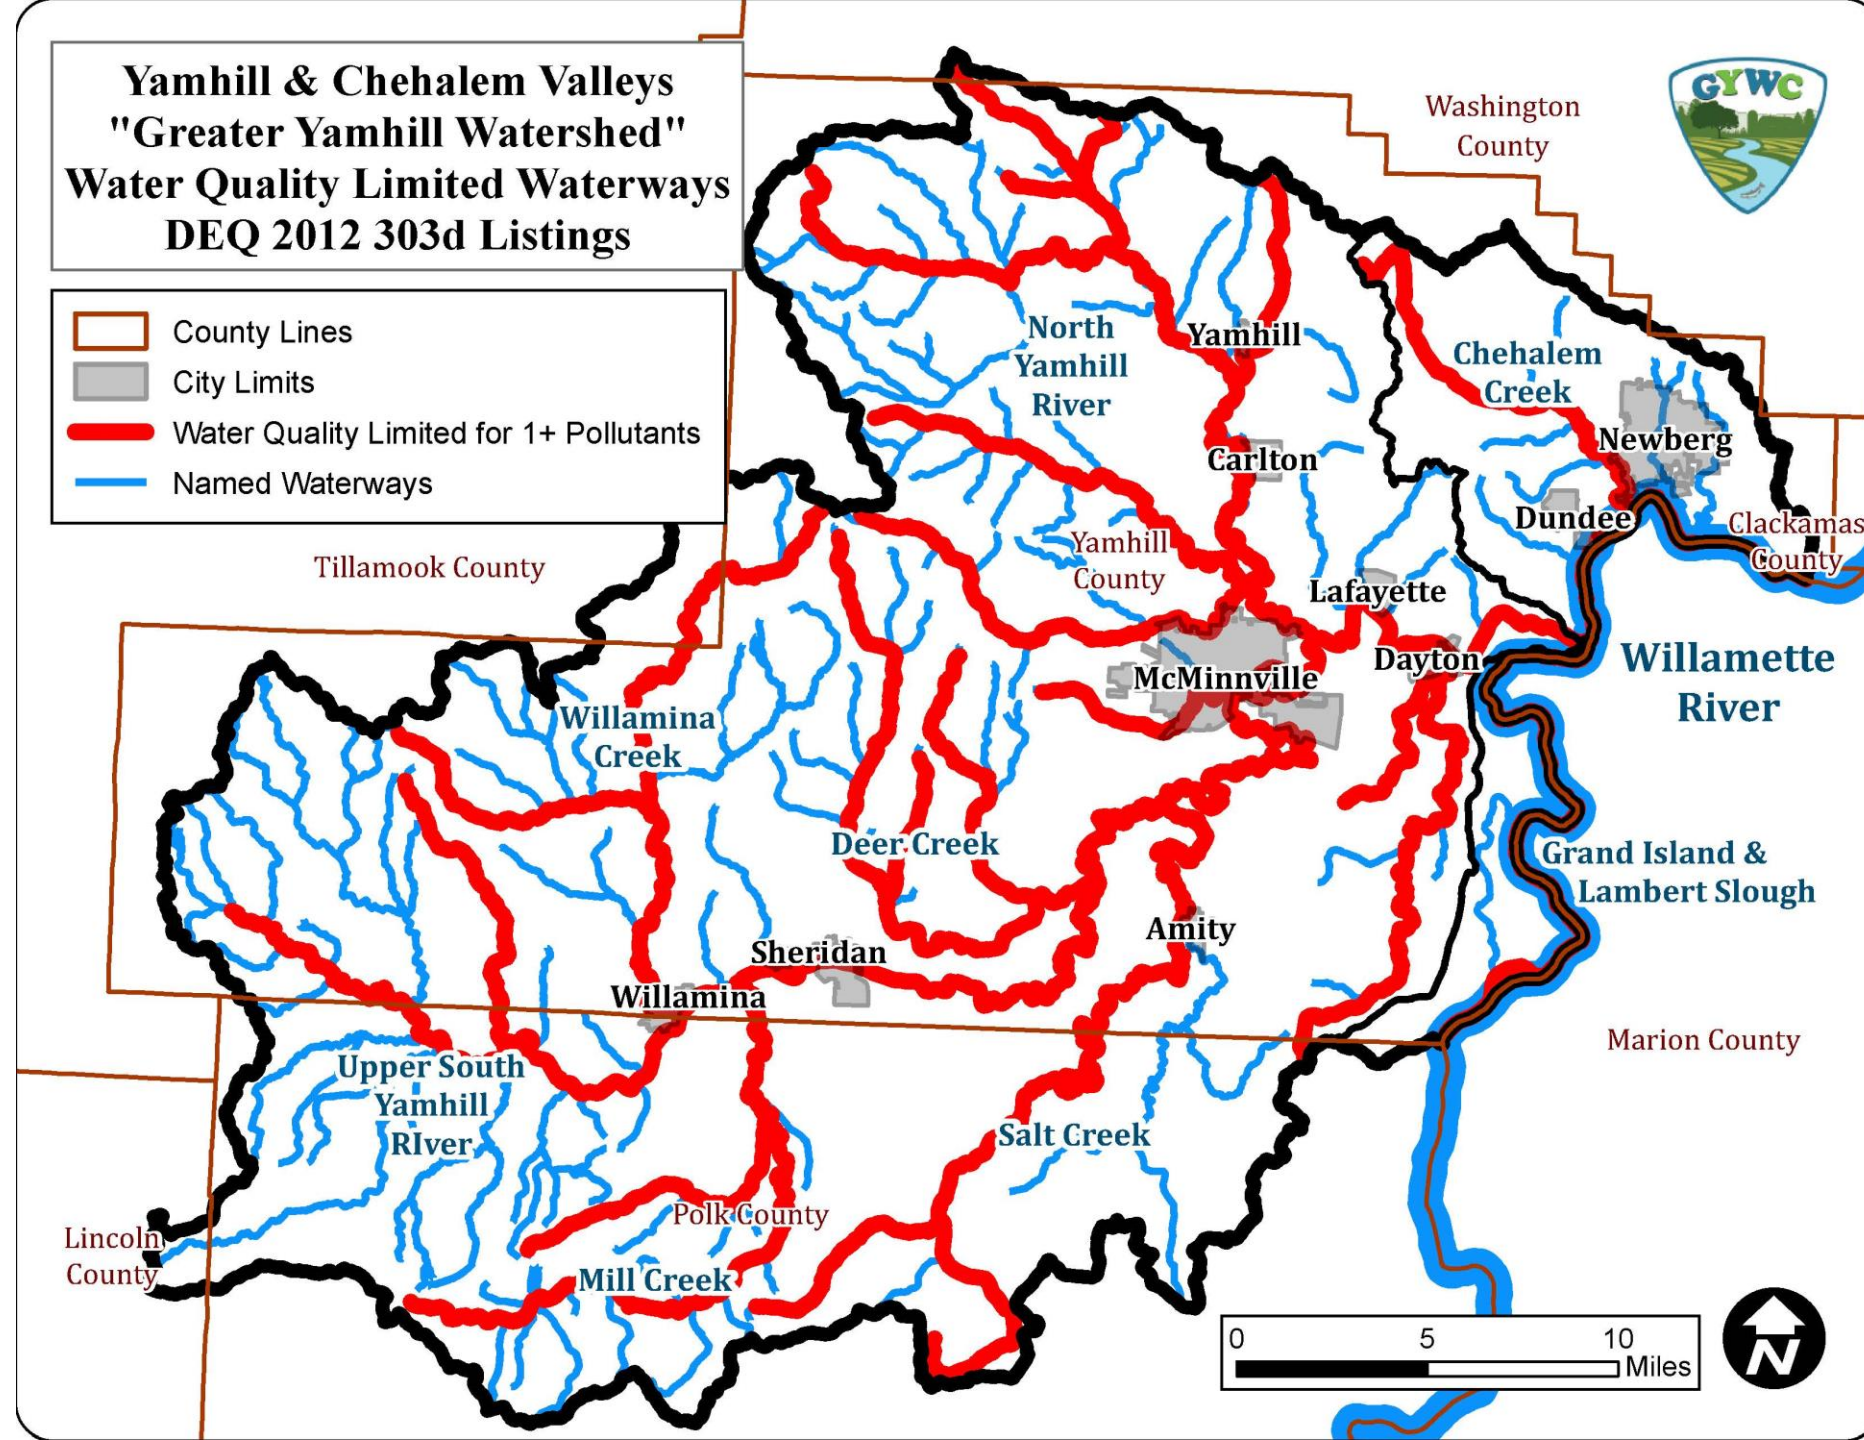 Yamhill & Chehalem Valleys
"Greater Yamhill Watershed"
Water Quality Limited Waterways
DEQ 2012 303d Listings
GYWC
County Lines
City Limits
Water Quality Limited for 1+ Pollutants
Named Waterways
Washington
County
North
Yamhill
River
Yamhill
Chehalem
Creek
Newberg
Carlton
Dundee
Clackamas
County
Tillamook County
Yamhill
County
Lafayette
Dayton
McMinnville
Willamette
River
Willamina
Creek
Deer Creek
Grand Island &
Lambert Slough
Amity
Sheridan
Willamina
Marion County
Upper South
Yamhill
RIver
Salt Creek
Polk County
Lincoln
County
Mill Creek
0 5 10
Miles
N